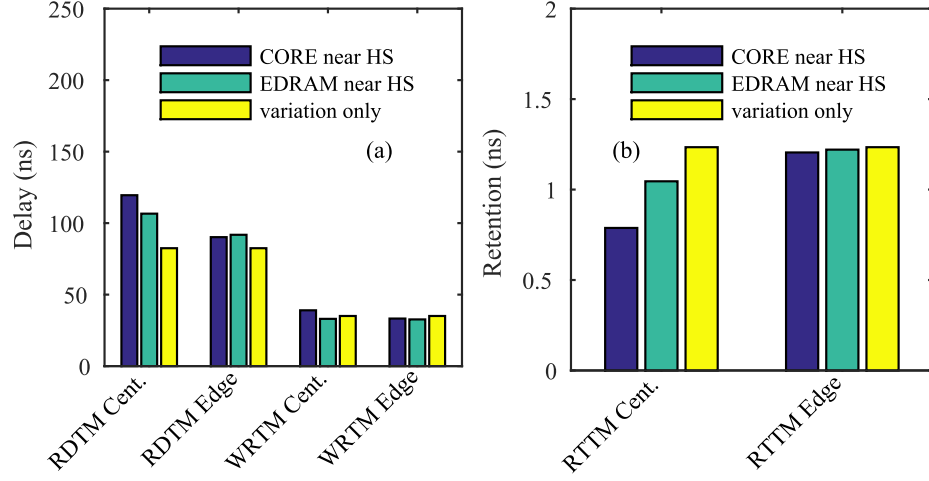 250
200
150
100
50
0
Delay (ns)
CORE near HS
EDRAM near HS
variation only
(a)
RDTM Cent.
RDTM Edge
WRTM Cent.
WRTM Edge
2
1.5
1
0.5
0
Retention (ns)
CORE near HS
EDRAM near HS
variation only
(b)
RTTM Cent.
RTTM Edge